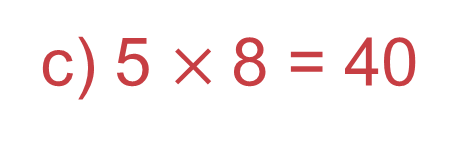 c) 5 × 8 = 40